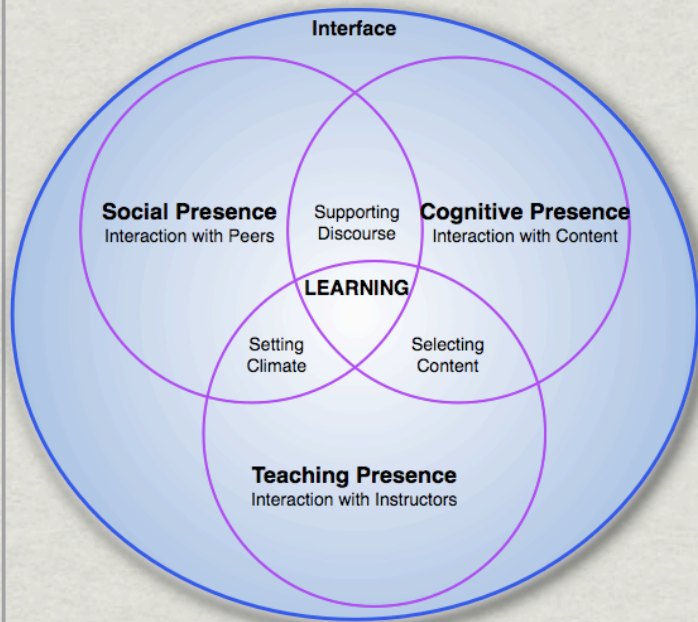 Interface
Social Presence
Interaction with Peers
Supporting
Discourse
Cognitive Presence
Interaction with Content
LEARNING
Setting
Climate
Selecting
Content
Teaching Presence
Interaction with Instructors